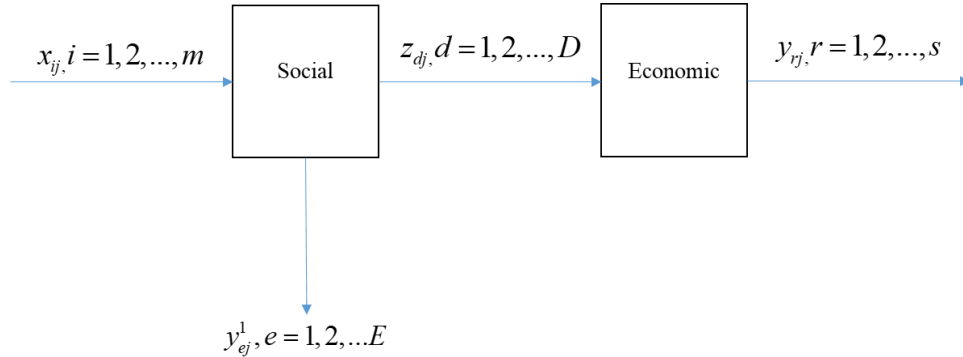 x_{ij}, i = 1, 2, ..., m
Social
z_{dj}, d = 1, 2, ..., D
Economic
y_{rj}, r = 1, 2, ..., s
y^1_{ej}, e = 1, 2, ...E